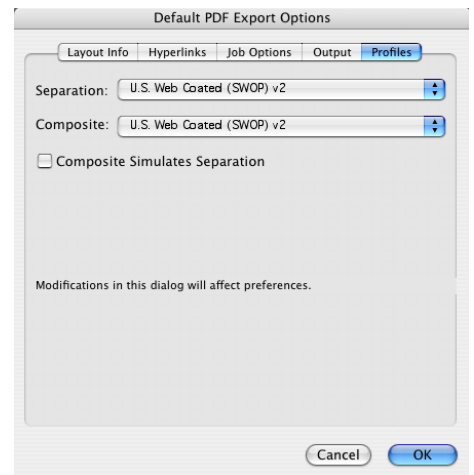 Default PDF Export Options
Layout Info Hyperlinks Job Options Output Profiles
Separation: U.S. Web Coated (SWOP) v2
Composite: U.S. Web Coated (SWOP) v2
Composite Simulates Separation
Modifications in this dialog will affect preferences.
Cancel OK